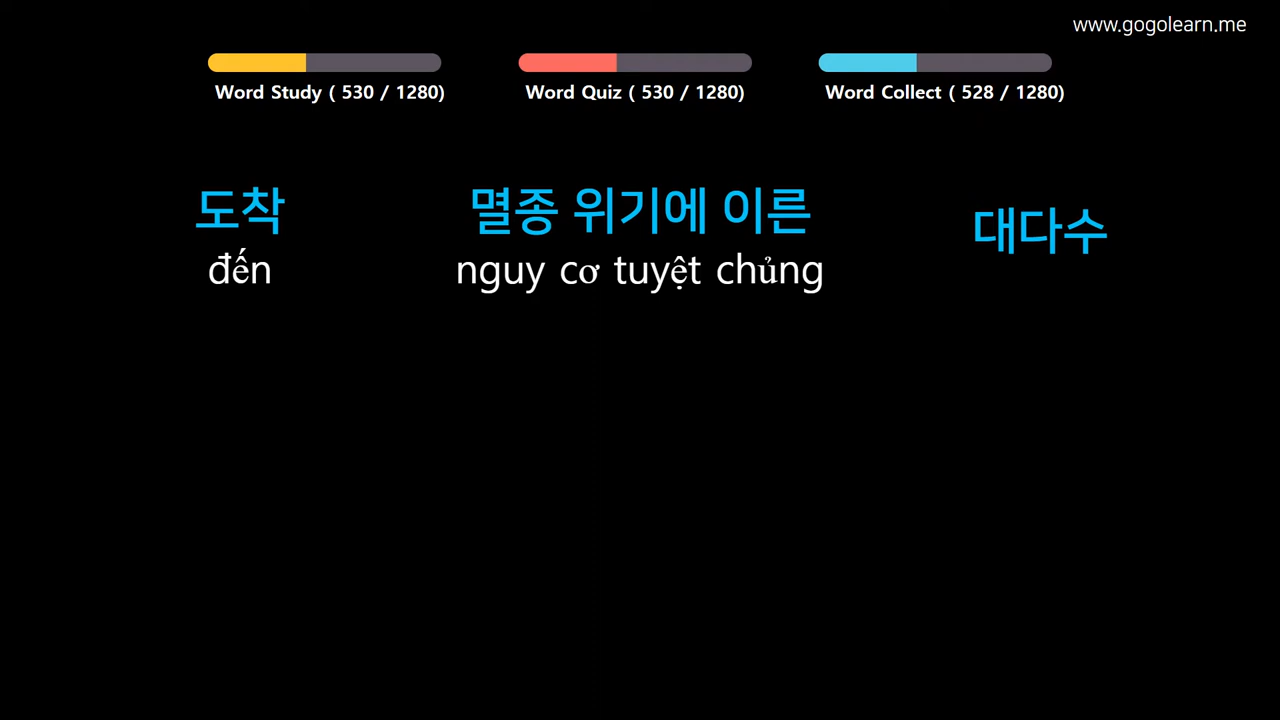 www.gogolearn.me
Word Study ( 530 / 1280)
Word Quiz ( 530 / 1280)
Word Collect ( 528 / 1280)
도착
đến
멸종 위기에 이른
nguy cơ tuyệt chủng
대다수